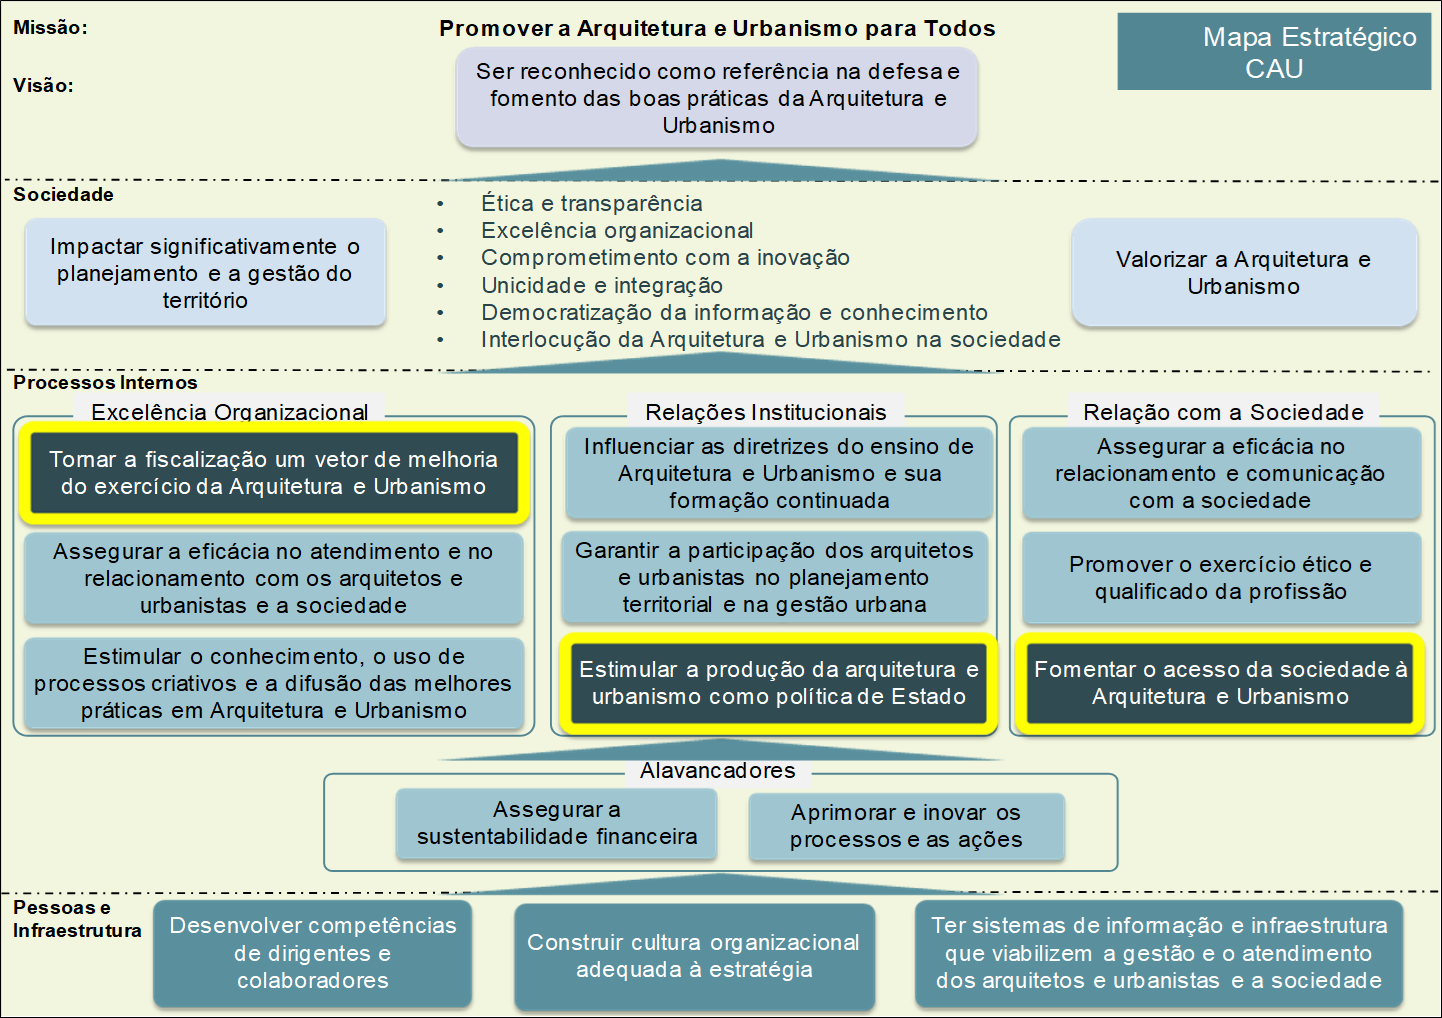 Missão:
Promover a Arquitetura e Urbanismo para Todos
Mapa Estratégico
CAU
Visão:
Ser reconhecido como referência na defesa e
fomento das boas práticas da Arquitetura e
Urbanismo
Sociedade
Impactar significativamente o
planejamento e a gestão do
território
• Ética e transparência
• Excelência organizacional
• Comprometimento com a inovação
• Unicidade e integração
• Democratização da informação e conhecimento
• Interlocução da Arquitetura e Urbanismo na sociedade
Valorizar a Arquitetura e
Urbanismo
Processos Internos
Excelência Organizacional
Tornar a fiscalização um vetor de melhoria
do exercício da Arquitetura e Urbanismo
Assegurar a eficácia no atendimento e no
relacionamento com os arquitetos e
urbanistas e a sociedade
Estimular o conhecimento, o uso de
processos criativos e a difusão das melhores
práticas em Arquitetura e Urbanismo
Relações Institucionais
Influenciar as diretrizes do ensino de
Arquitetura e Urbanismo e sua
formação continuada
Garantir a participação dos arquitetos
e urbanistas no planejamento
territorial e na gestão urbana
Estimular a produção da arquitetura e
urbanismo como política de Estado
Relação com a Sociedade
Assegurar a eficácia no
relacionamento e comunicação
com a sociedade
Promover o exercício ético e
qualificado da profissão
Fomentar o acesso da sociedade à
Arquitetura e Urbanismo
Alavancadores
Assegurar a
sustentabilidade financeira
Aprimorar e inovar os
processos e as ações
Pessoas e
Infraestrutura
Desenvolver competências
de dirigentes e
colaboradores
Construir cultura organizacional
adequada à estratégia
Ter sistemas de informação e infraestrutura
que viabilizem a gestão e o atendimento
dos arquitetos e urbanistas e a sociedade